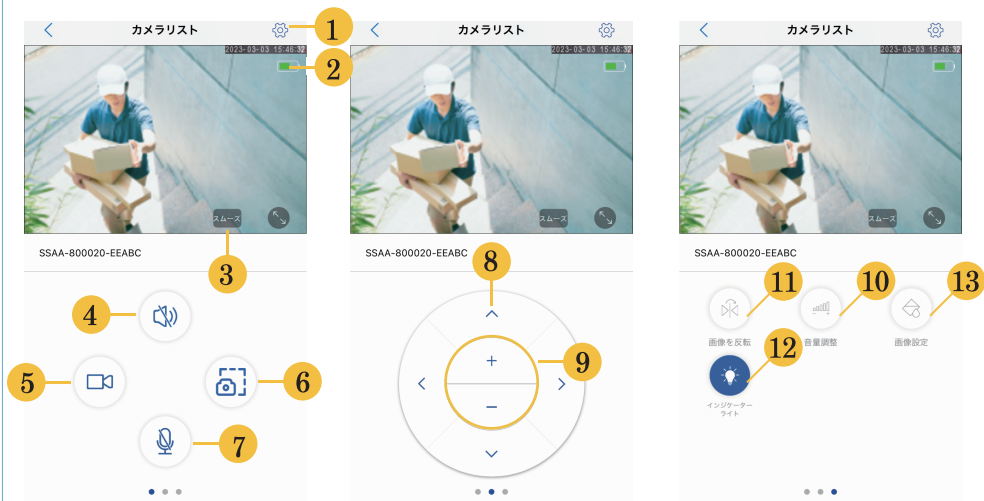 カメラリスト
1
2023-03-03 15:46:32
2
スムーズ
SSAA-800020-EEABC
3
4
5
6
7
カメラリスト
2023-03-03 15:46:32
スムーズ
SSAA-800020-EEABC
8
+
9
−
カメラリスト
2023-03-03 15:46:32
スムーズ
SSAA-800020-EEABC
11
10
13
画像を反転
音量調整
画像設定
12
インジケーター
ライト